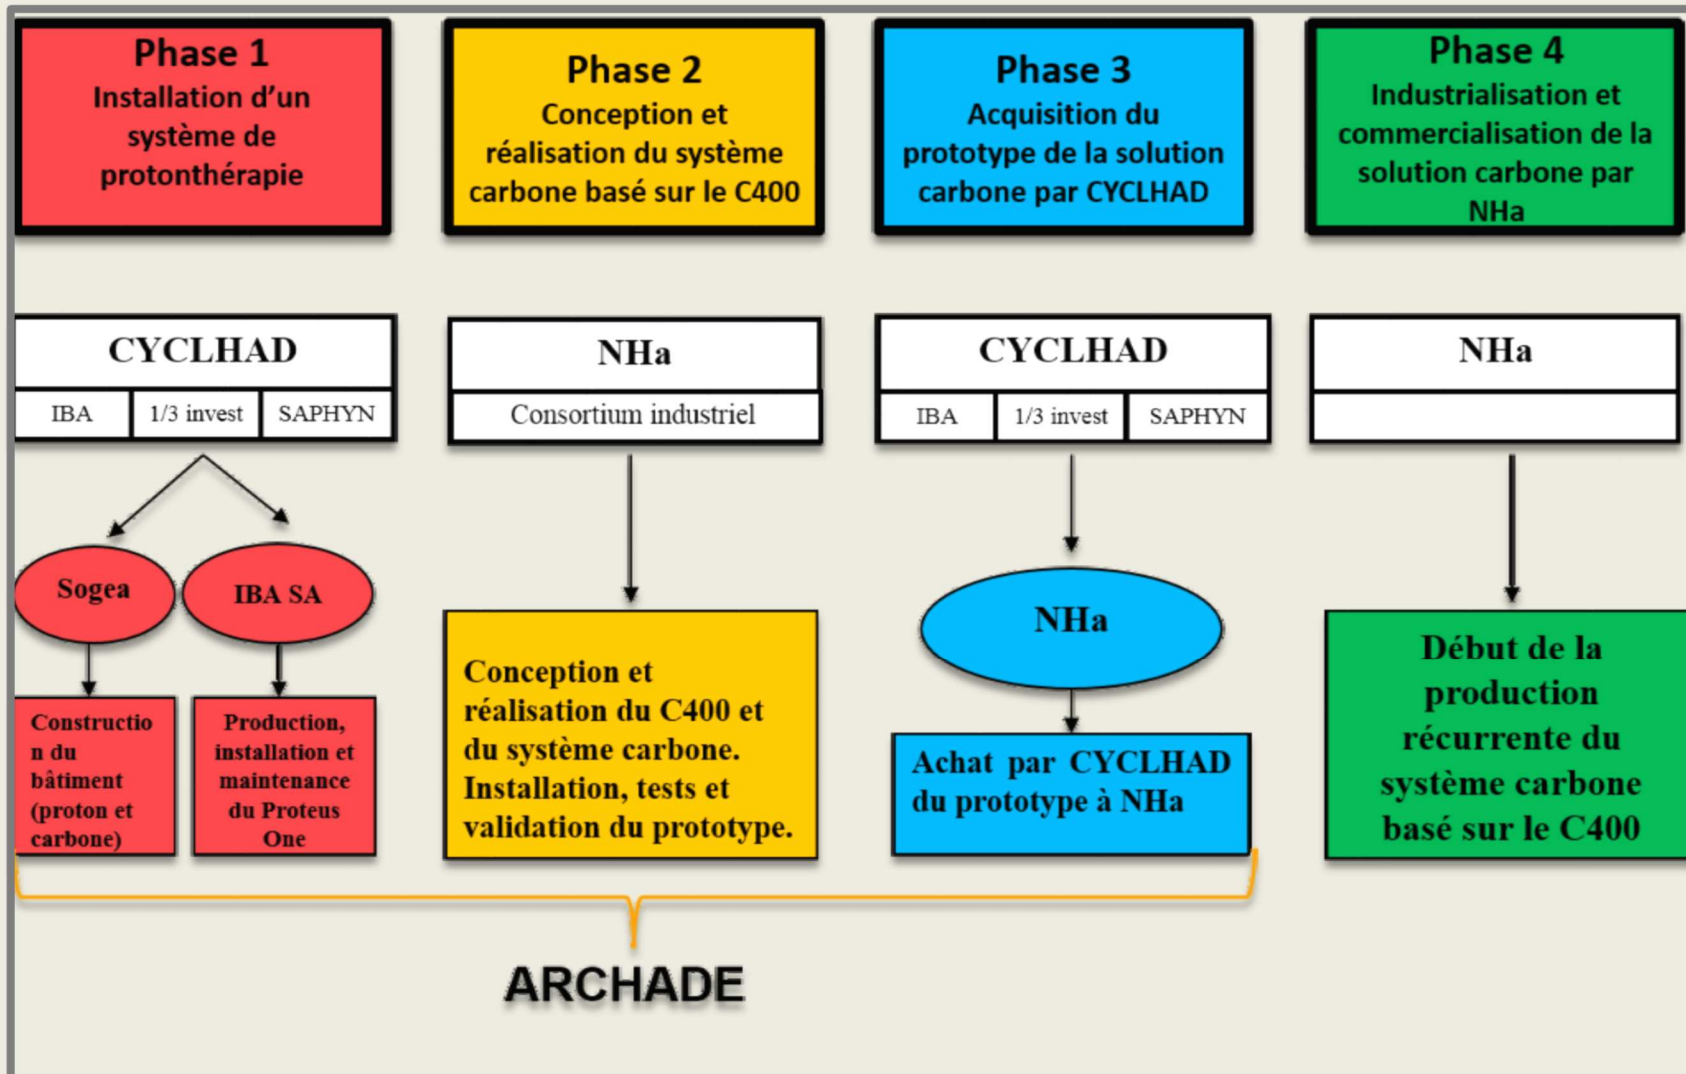 Phase 1
Installation d’un
système de
protonthérapie
Phase 2
Conception et
réalisation du système
carbone basé sur le C400
Phase 3
Acquisition du
prototype de la solution
carbone par CYCLHAD
Phase 4
Industrialisation et
commercialisation de la
solution carbone par
NHa
CYCLHAD
IBA
1/3 invest
SAPHYN
NHa
Consortium industriel
CYCLHAD
IBA
1/3 invest
SAPHYN
NHa
Sogea
IBA SA
NHa
Constructio
n du
bâtiment
(proton et
carbone)
Production,
installation et
maintenance
du Proteus
One
Conception et
réalisation du C400 et
du système carbone.
Installation, tests et
validation du prototype.
Achat par CYCLHAD
du prototype à NHa
Début de la
production
récurrente du
système carbone
basé sur le C400
ARCHADE